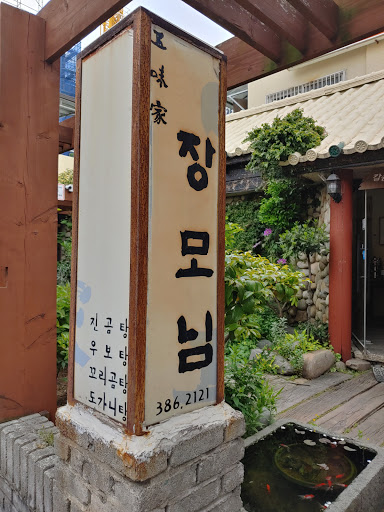 五味家
장모님
386.2121
진곰탕
우보탕
꼬리곰탕
도가니탕